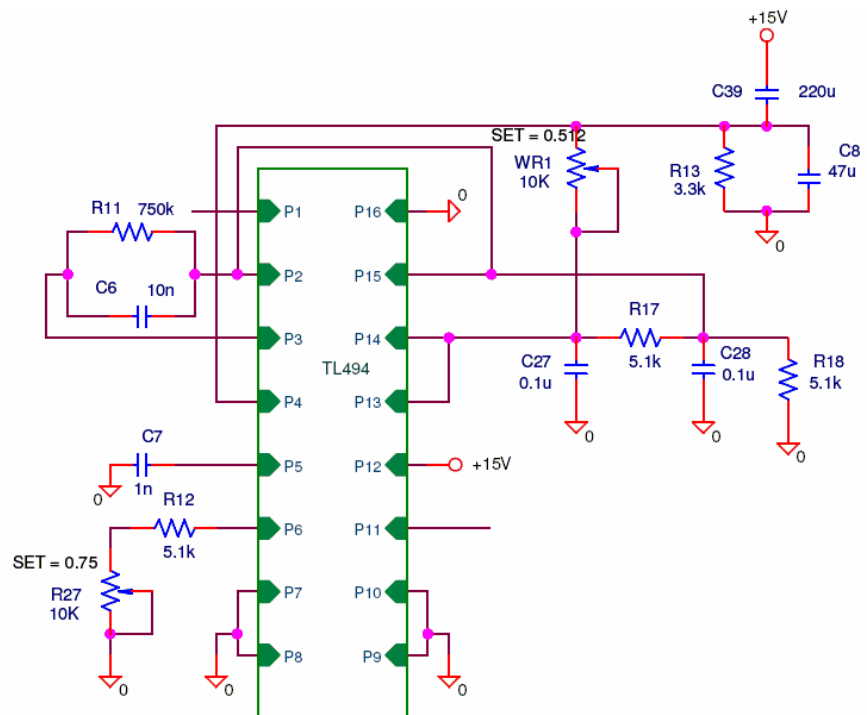 +15V
C39 220u
SET = 0.512
WR1
10K
R13
3.3k
C8
47u
0
R11 750k
C6 10n
P1
P2
P3
P4
P5
P6
P7
P8
TL494
P16
P15
P14
P13
P12
P11
P10
P9
0
+15V
R17
5.1k
C27
0.1u
0
C28
0.1u
0
R18
5.1k
0
C7
1n
0
R12
5.1k
SET = 0.75
R27
10K
0
0
0